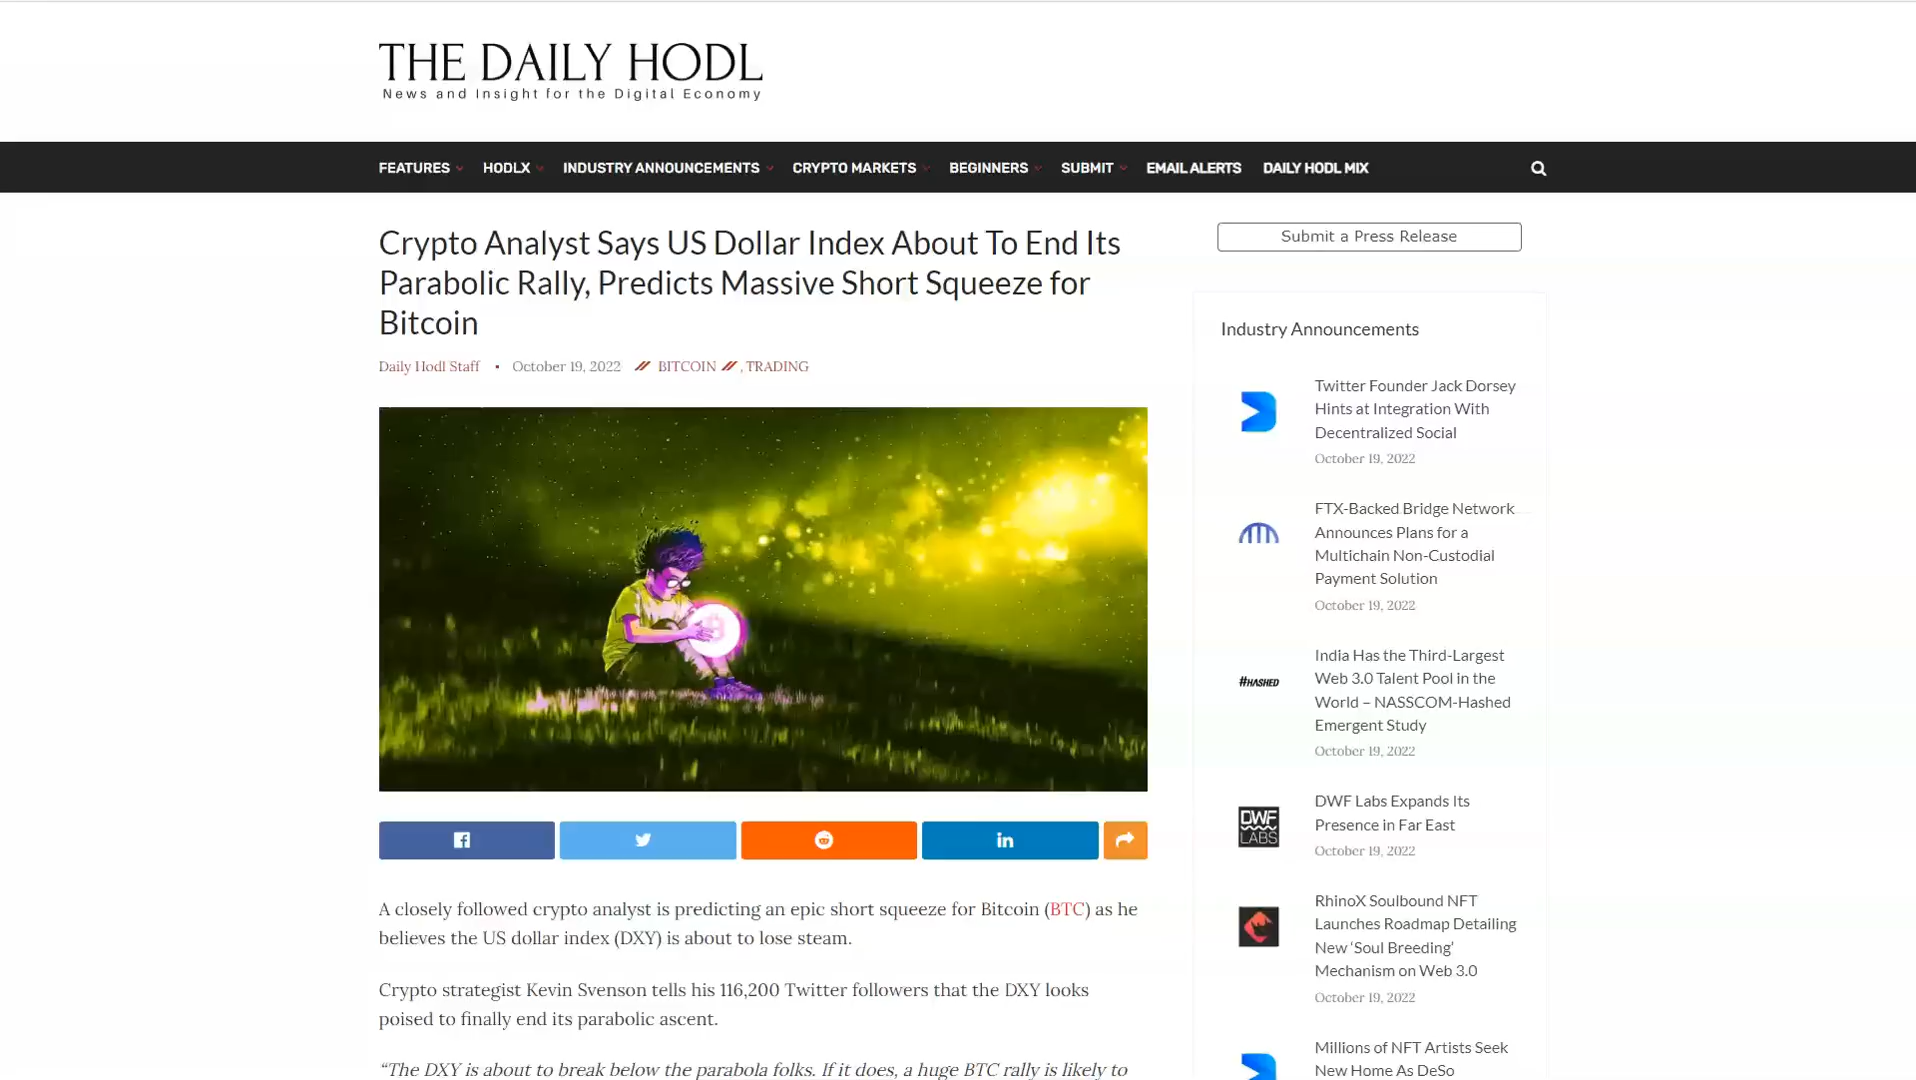 THE DAILY HODL
News and Insight for the Digital Economy
FEATURES HODLX INDUSTRY ANNOUNCEMENTS CRYPTO MARKETS BEGINNERS SUBMIT EMAIL ALERTS DAILY HODL MIX
Crypto Analyst Says US Dollar Index About To End Its
Parabolic Rally, Predicts Massive Short Squeeze for
Bitcoin
Daily Hodl Staff • October 19, 2022 // BITCOIN // , TRADING
A closely followed crypto analyst is predicting an epic short squeeze for Bitcoin (BTC) as he
believes the US dollar index (DXY) is about to lose steam.
Crypto strategist Kevin Svenson tells his 116,200 Twitter followers that the DXY looks
poised to finally end its parabolic ascent.
“The DXY is about to break below the parabola folks. If it does, a huge BTC rally is likely to
Submit a Press Release
Industry Announcements
Twitter Founder Jack Dorsey
Hints at Integration With
Decentralized Social
October 19, 2022
FTX-Backed Bridge Network
Announces Plans for a
Multichain Non-Custodial
Payment Solution
October 19, 2022
#HASHED
India Has the Third-Largest
Web 3.0 Talent Pool in the
World – NASSCOM-Hashed
Emergent Study
October 19, 2022
DWF
LABS
DWF Labs Expands Its
Presence in Far East
October 19, 2022
RhinoX Soulbound NFT
Launches Roadmap Detailing
New ‘Soul Breeding’
Mechanism on Web 3.0
October 19, 2022
Millions of NFT Artists Seek
New Home As DeSo